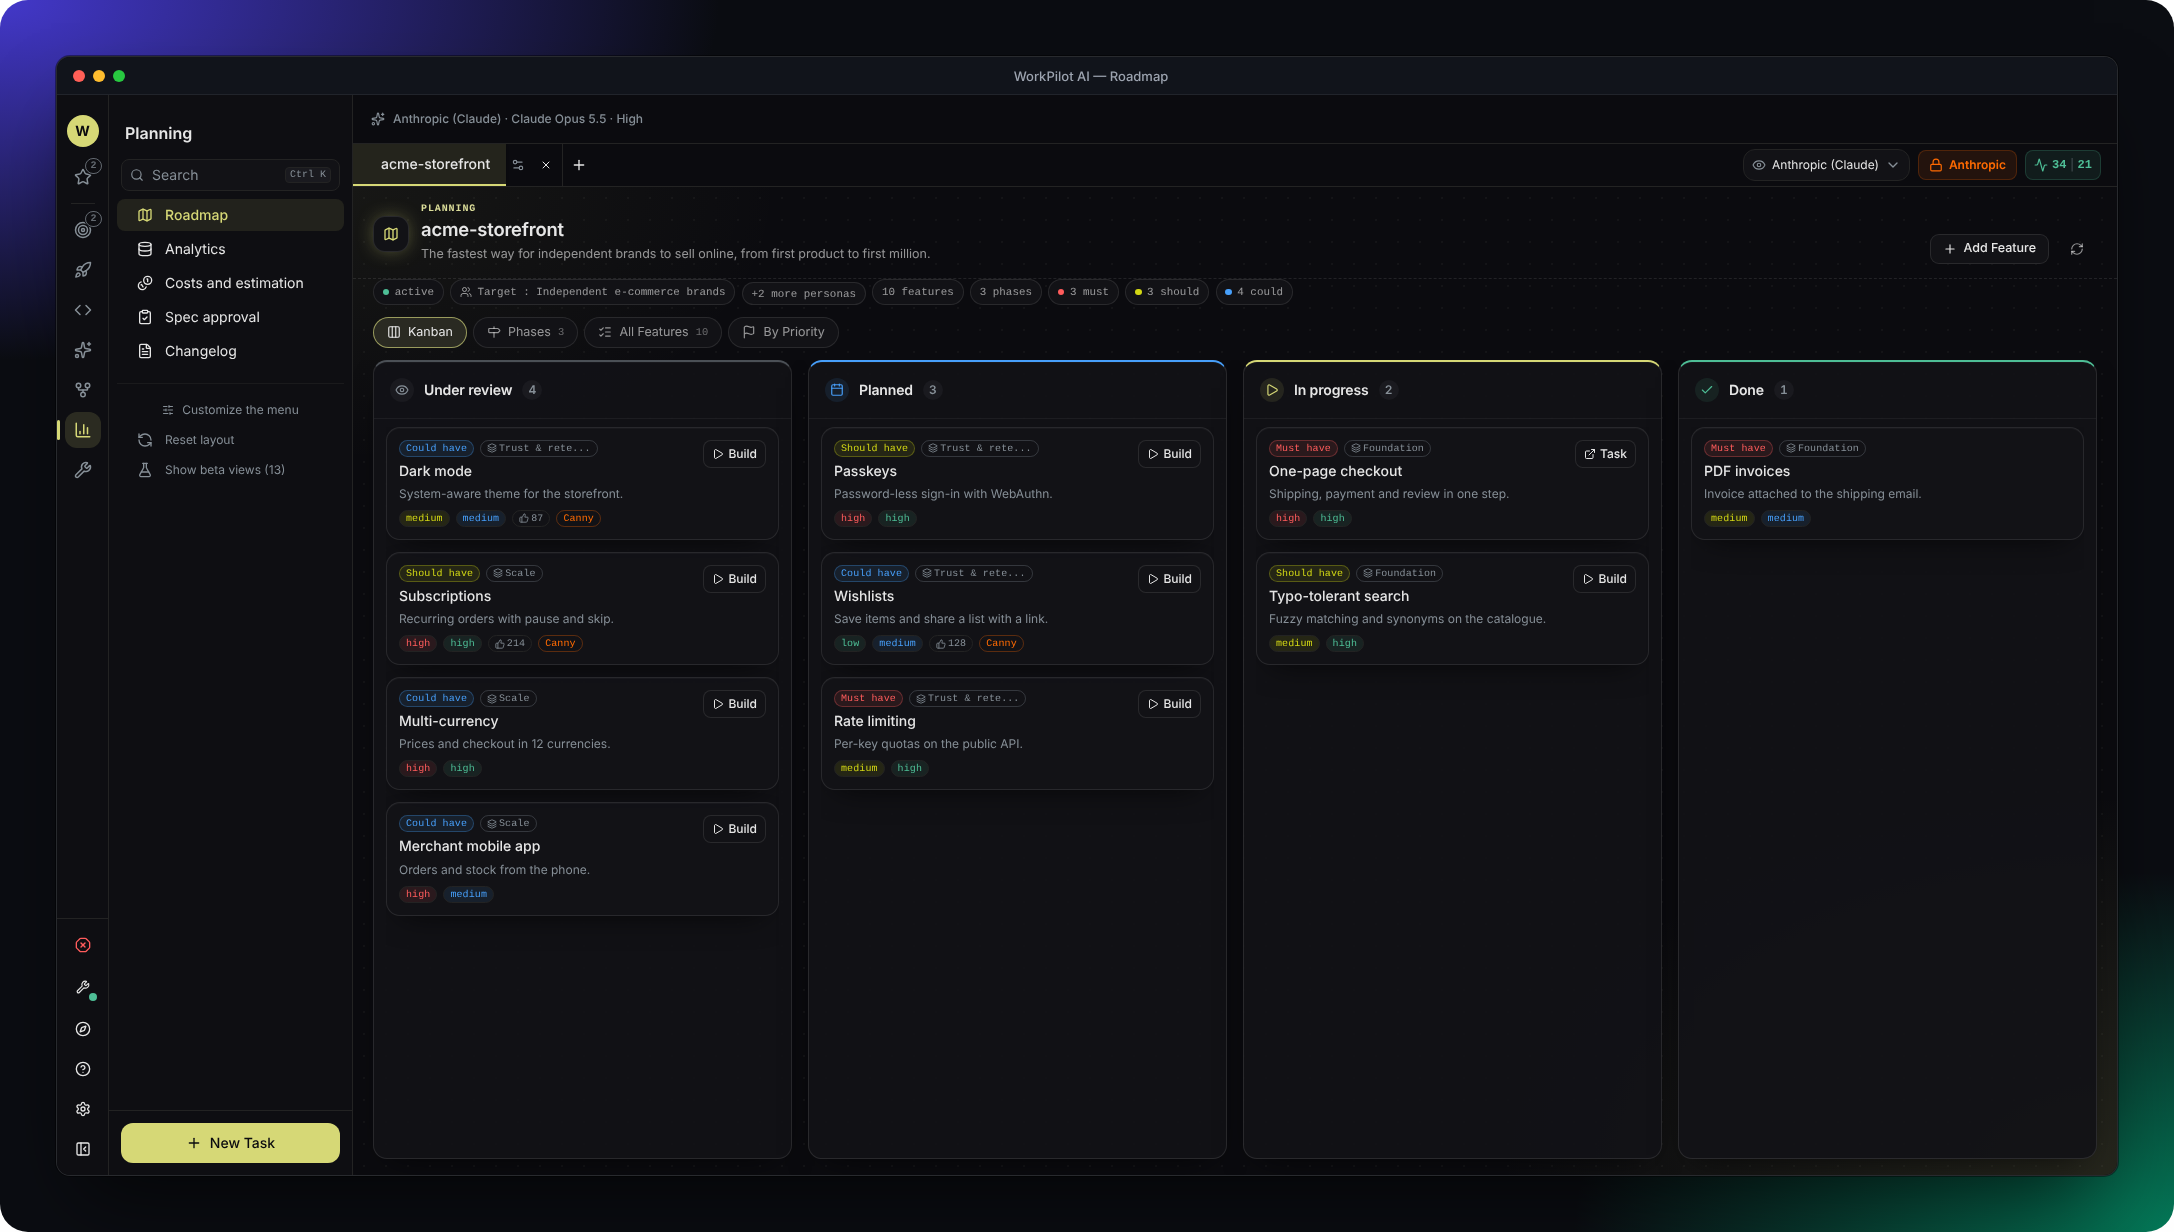 WorkPilot AI — Roadmap
W
2
2
Planning
Search Ctrl K
Roadmap
Analytics
Costs and estimation
Spec approval
Changelog
Customize the menu
Reset layout
Show beta views (13)
New Task
Anthropic (Claude) · Claude Opus 5.5 · High
acme-storefront
Anthropic (Claude)
Anthropic
34 | 21
PLANNING
acme-storefront
The fastest way for independent brands to sell online, from first product to first million.
Add Feature
active
Target : Independent e-commerce brands
+2 more personas
10 features
3 phases
3 must
3 should
4 could
Kanban
Phases 3
All Features 10
By Priority
Under review 4
Could have Trust & rete...
Build
Dark mode
System-aware theme for the storefront.
medium medium 87 Canny
Should have Scale
Build
Subscriptions
Recurring orders with pause and skip.
high high 214 Canny
Could have Scale
Build
Multi-currency
Prices and checkout in 12 currencies.
high high
Could have Scale
Build
Merchant mobile app
Orders and stock from the phone.
high medium
Planned 3
Should have Trust & rete...
Build
Passkeys
Password-less sign-in with WebAuthn.
high high
Could have Trust & rete...
Build
Wishlists
Save items and share a list with a link.
low medium 128 Canny
Must have Trust & rete...
Build
Rate limiting
Per-key quotas on the public API.
medium high
In progress 2
Must have Foundation
Task
One-page checkout
Shipping, payment and review in one step.
high high
Should have Foundation
Build
Typo-tolerant search
Fuzzy matching and synonyms on the catalogue.
medium high
Done 1
Must have Foundation
PDF invoices
Invoice attached to the shipping email.
medium medium